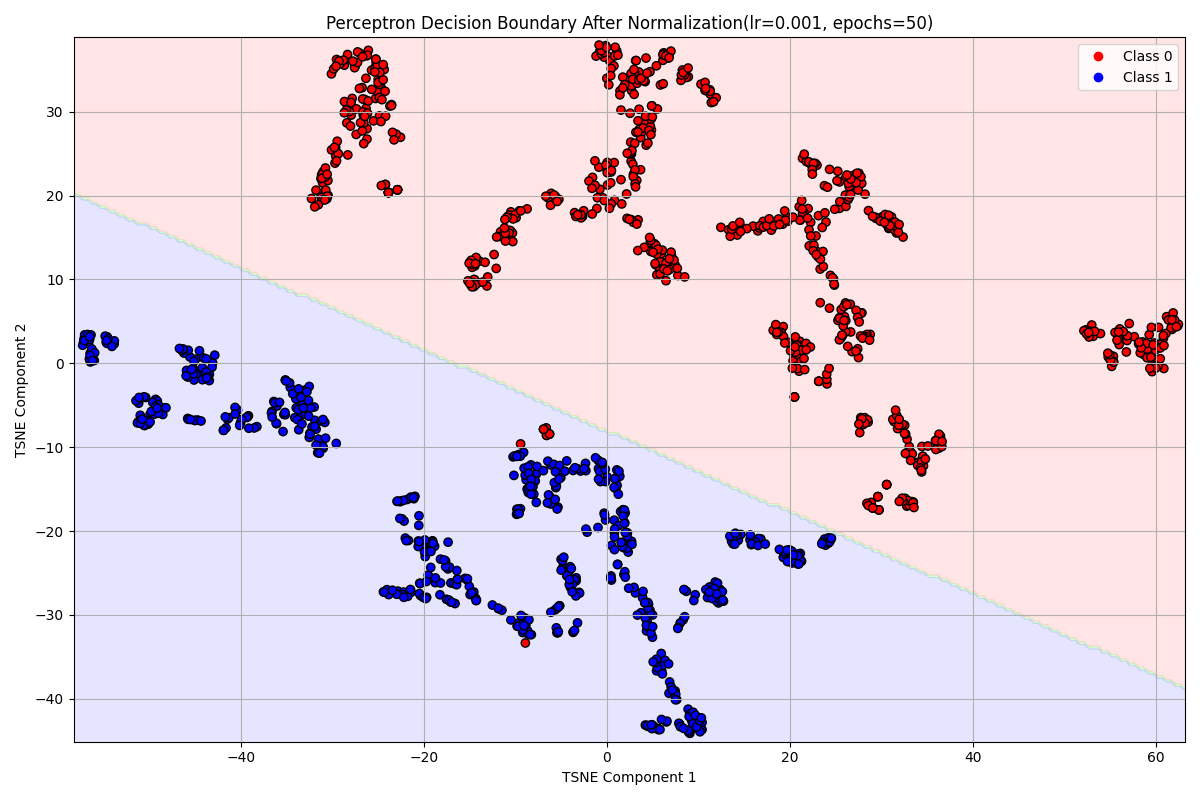 Perceptron Decision Boundary After Normalization(lr=0.001, epochs=50)
Class 0
Class 1
TSNE Component 2
30
20
10
0
−10
−20
−30
−40
−40
−20
0
20
40
60
TSNE Component 1